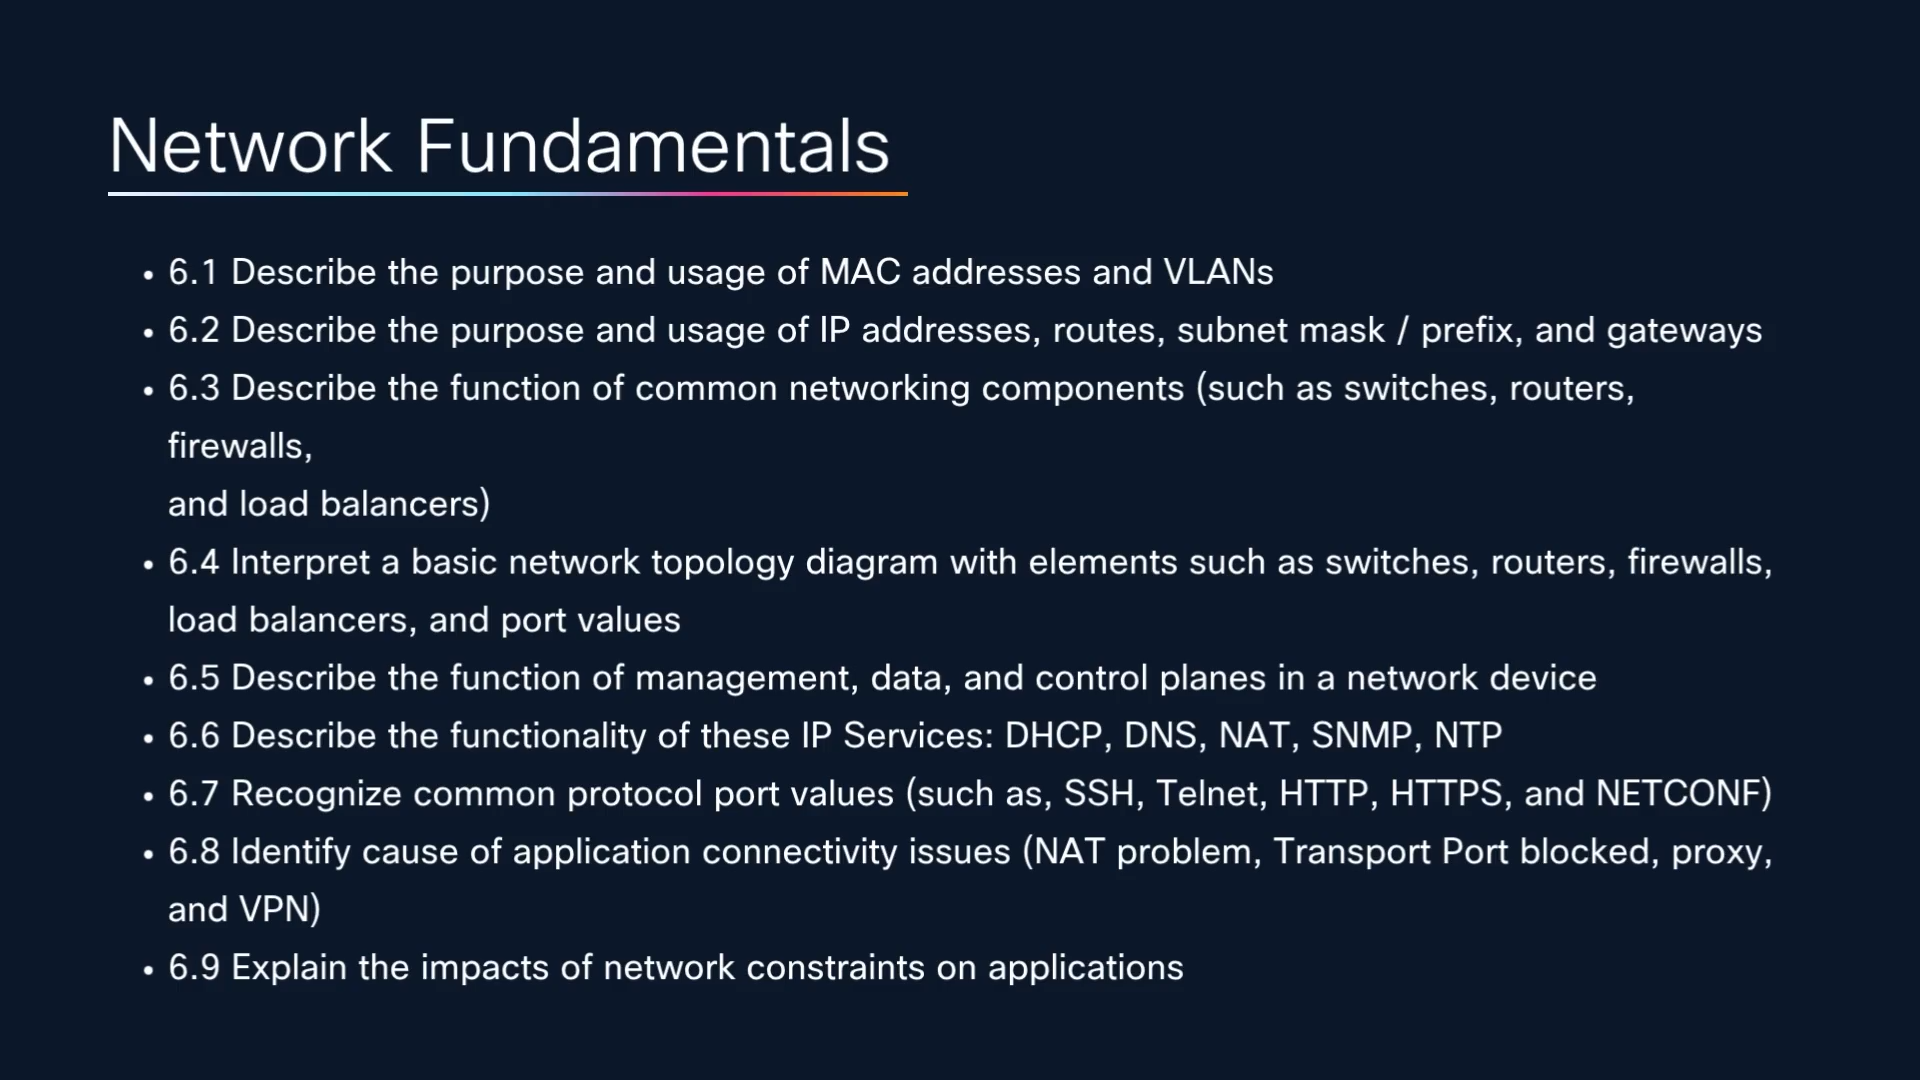 Network Fundamentals
• 6.1 Describe the purpose and usage of MAC addresses and VLANs
• 6.2 Describe the purpose and usage of IP addresses, routes, subnet mask / prefix, and gateways
• 6.3 Describe the function of common networking components (such as switches, routers,
firewalls,
and load balancers)
• 6.4 Interpret a basic network topology diagram with elements such as switches, routers, firewalls,
load balancers, and port values
• 6.5 Describe the function of management, data, and control planes in a network device
• 6.6 Describe the functionality of these IP Services: DHCP, DNS, NAT, SNMP, NTP
• 6.7 Recognize common protocol port values (such as, SSH, Telnet, HTTP, HTTPS, and NETCONF)
• 6.8 Identify cause of application connectivity issues (NAT problem, Transport Port blocked, proxy,
and VPN)
• 6.9 Explain the impacts of network constraints on applications